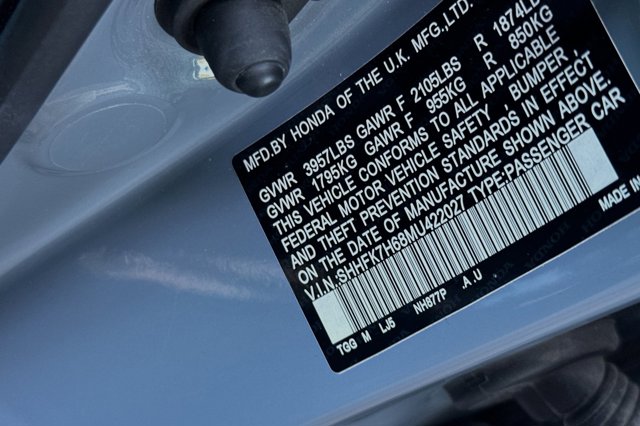 MFD.BY HONDA OF THE U.K. MFG.,LTD.
GVWR 3957LBS GAWR F 2105LBS R 1874LB
GVWR 1795KG GAWR F 955KG R 850KG
THIS VEHICLE CONFORMS TO ALL APPLICABLE
FEDERAL MOTOR VEHICLE SAFETY , BUMPER ,
AND THEFT PREVENTION STANDARDS IN EFFECT
ON THE DATE OF MANUFACTURE SHOWN ABOVE.
V.I.N:SHHFK7H68MU422027 TYPE:PASSENGER CAR
TGG M LJ5 NH877P .A.U MADE IN